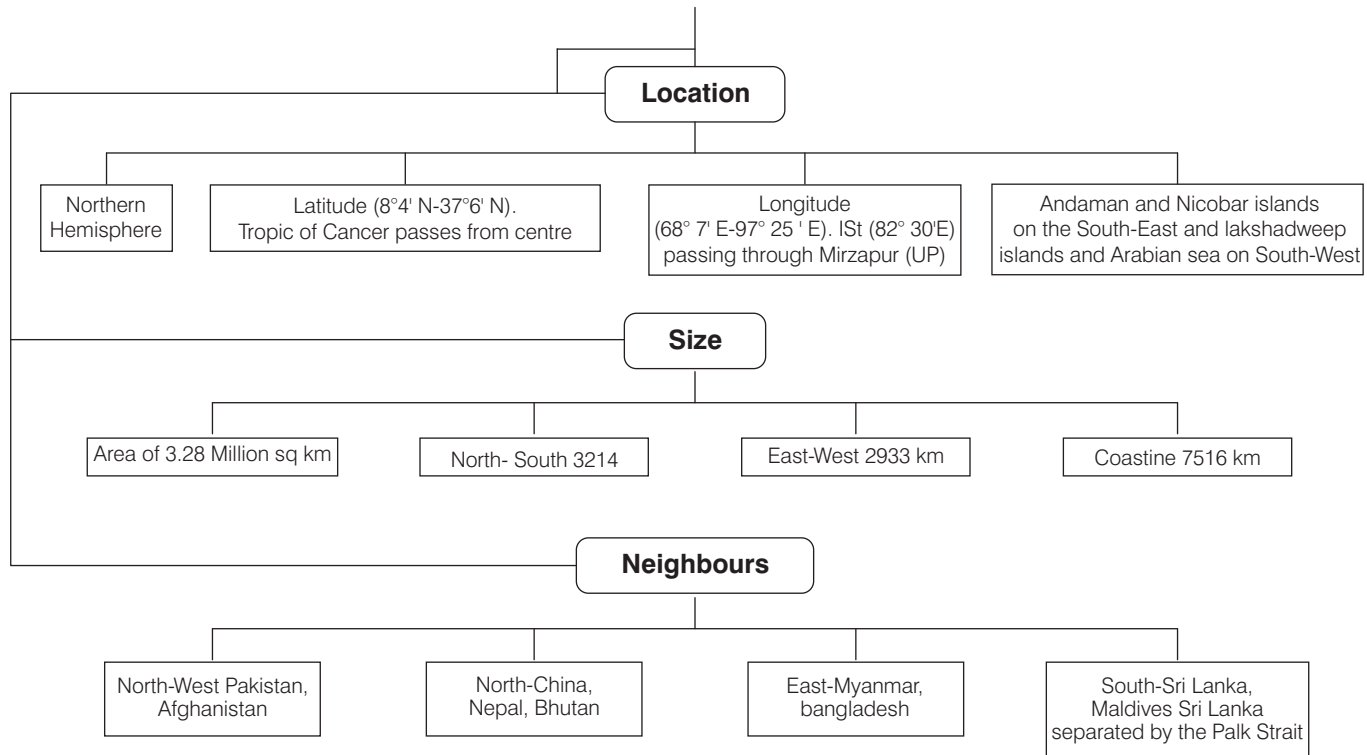 Location
Northern
Hemisphere
Latitude (8°4' N-37°6' N).
Tropic of Cancer passes from centre
Longitude
(68° 7' E-97° 25 ' E). ISt (82° 30'E)
passing through Mirzapur (UP)
Andaman and Nicobar islands
on the South-East and lakshadweep
islands and Arabian sea on South-West
Size
Area of 3.28 Million sq km
North- South 3214
East-West 2933 km
Coastine 7516 km
Neighbours
North-West Pakistan,
Afghanistan
North-China,
Nepal, Bhutan
East-Myanmar,
bangladesh
South-Sri Lanka,
Maldives Sri Lanka
separated by the Palk Strait